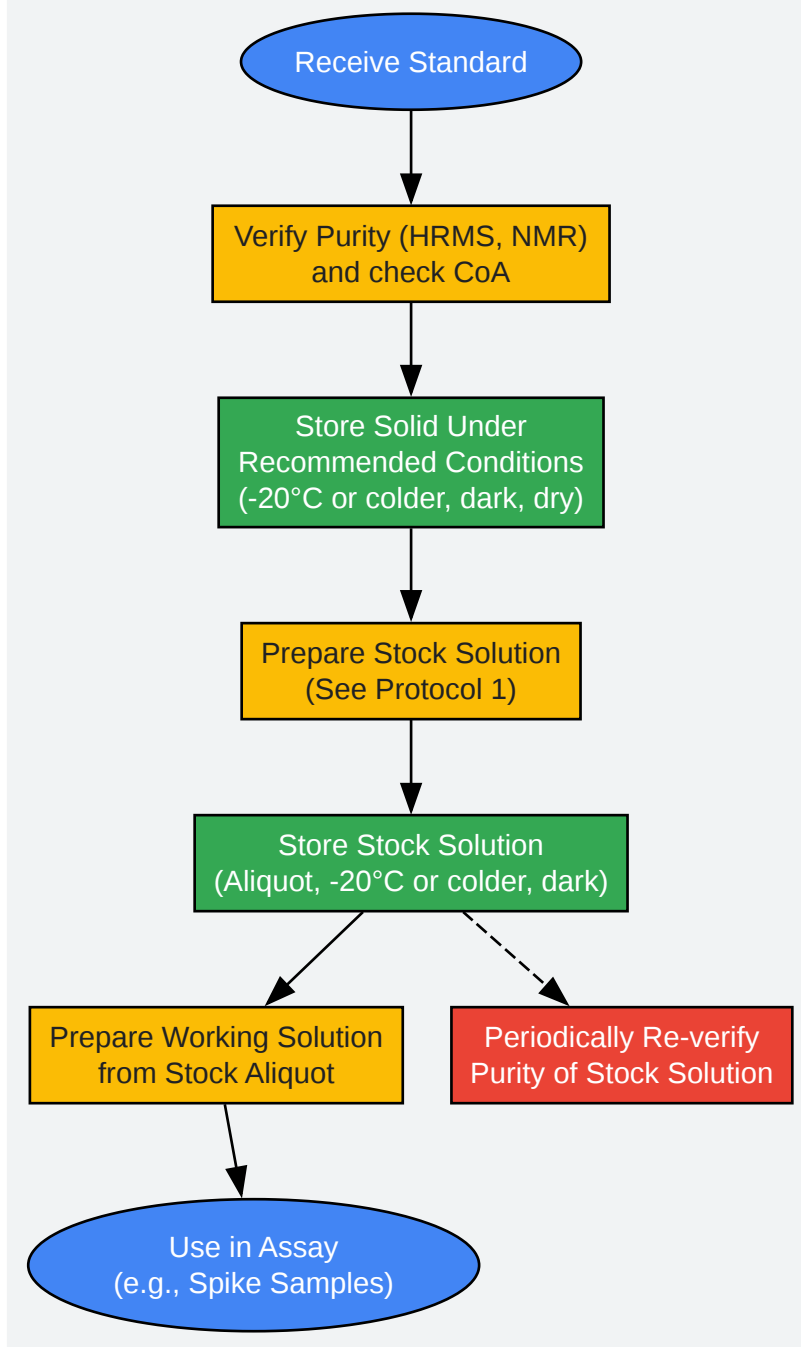 Receive Standard
Verify Purity (HRMS, NMR)
and check CoA
Store Solid Under
Recommended Conditions
(-20°C or colder, dark, dry)
Prepare Stock Solution
(See Protocol 1)
Store Stock Solution
(Aliquot, -20°C or colder, dark)
Prepare Working Solution
from Stock Aliquot
Periodically Re-verify
Purity of Stock Solution
Use in Assay
(e.g., Spike Samples)